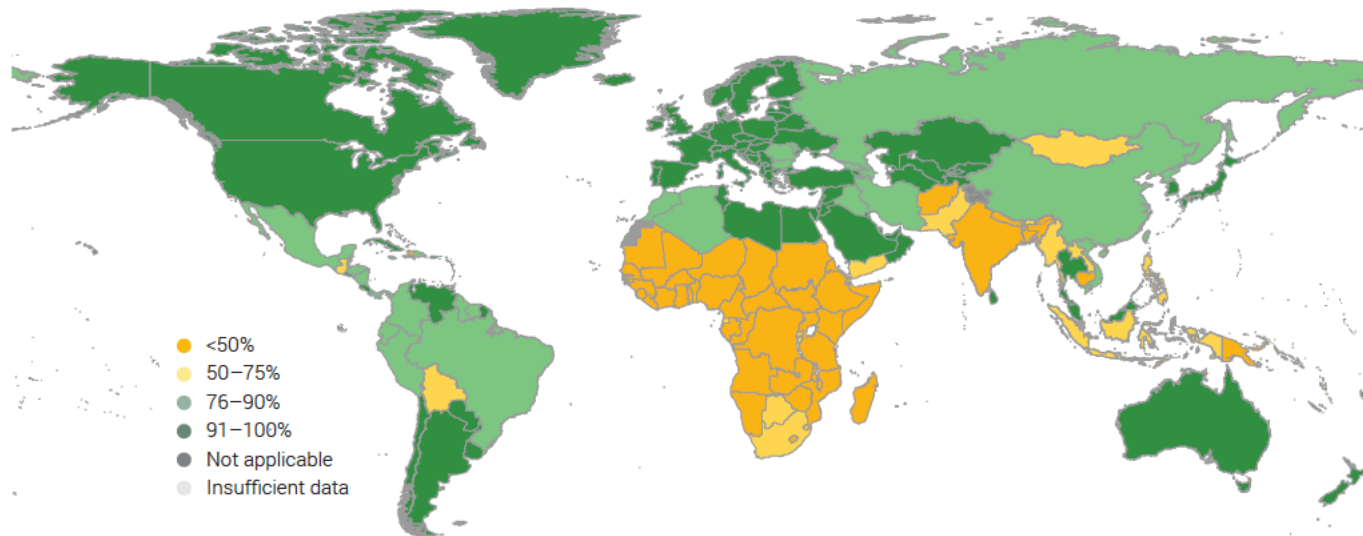 <50%
50–75%
76–90%
91–100%
Not applicable
Insufficient data